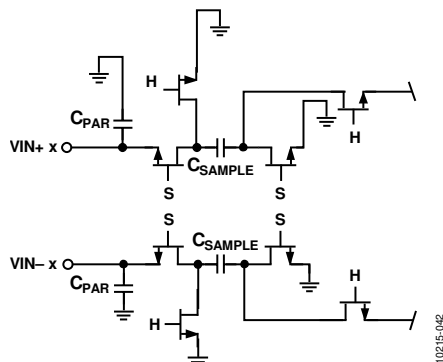 H
C_PAR
VIN+ x
H
C_SAMPLE
S
S
S
S
C_SAMPLE
VIN– x
H
C_PAR
H
10215-042